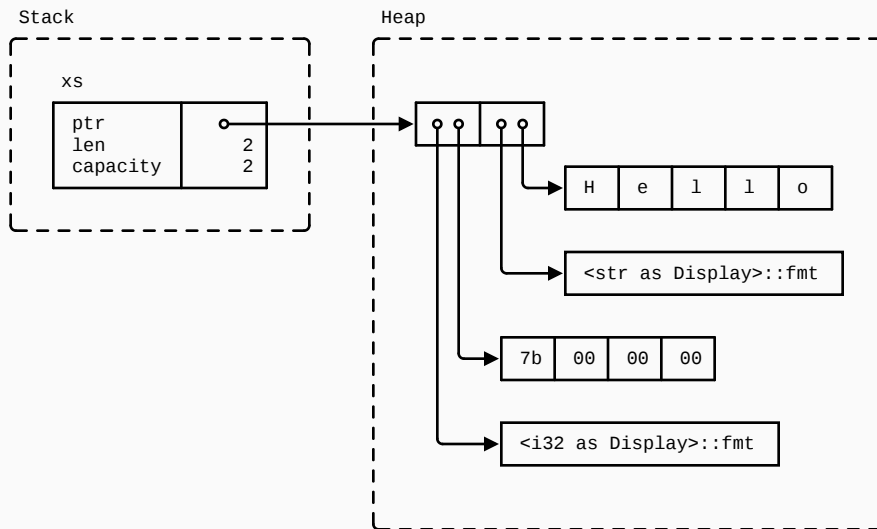 Stack
Heap
xs
ptr
len 2
capacity 2
H e l l o
<str as Display>::fmt
7b 00 00 00
<i32 as Display>::fmt